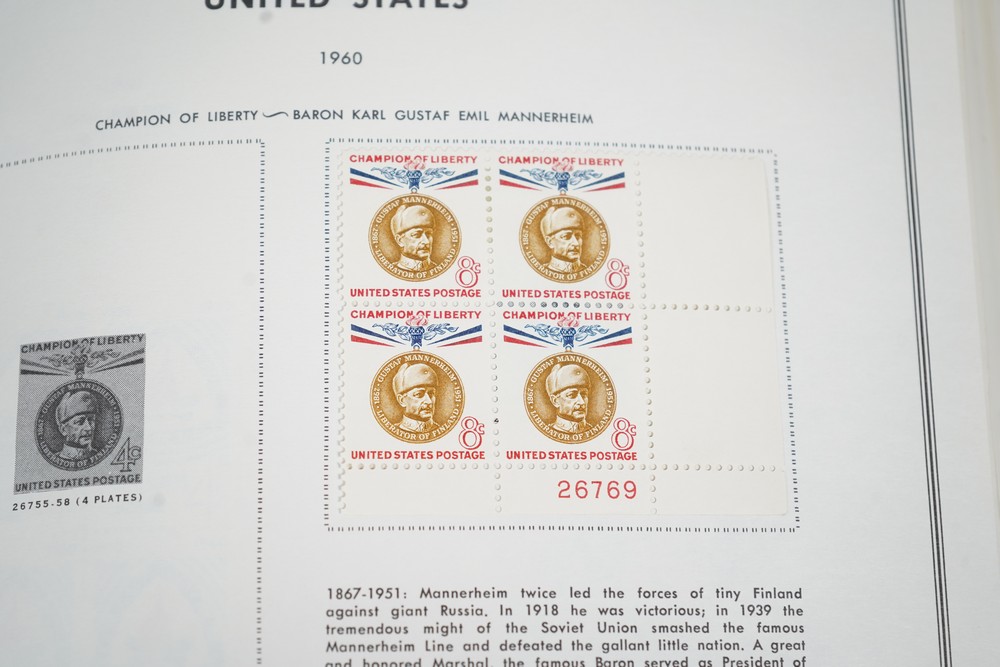 UNITED STATES
1960
CHAMPION OF LIBERTY — BARON KARL GUSTAF EMIL MANNERHEIM
CHAMPION OF LIBERTY
1867 · GUSTAF MANNERHEIM · 1951
LIBERATOR OF FINLAND
8c
UNITED STATES POSTAGE
CHAMPION OF LIBERTY
1867 · GUSTAF MANNERHEIM · 1951
LIBERATOR OF FINLAND
8c
UNITED STATES POSTAGE
CHAMPION OF LIBERTY
1867 · GUSTAF MANNERHEIM · 1951
LIBERATOR OF FINLAND
8c
UNITED STATES POSTAGE
CHAMPION OF LIBERTY
1867 · GUSTAF MANNERHEIM · 1951
LIBERATOR OF FINLAND
8c
UNITED STATES POSTAGE
26769
CHAMPION OF LIBERTY
1867 · GUSTAF MANNERHEIM · 1951
LIBERATOR OF FINLAND
4c
UNITED STATES POSTAGE
26755-58 (4 PLATES)
1867-1951: Mannerheim twice led the forces of tiny Finland
against giant Russia. In 1918 he was victorious; in 1939 the
tremendous might of the Soviet Union smashed the famous
Mannerheim Line and defeated the gallant little nation. A great
and honored Marshal, the famous Baron served as President of